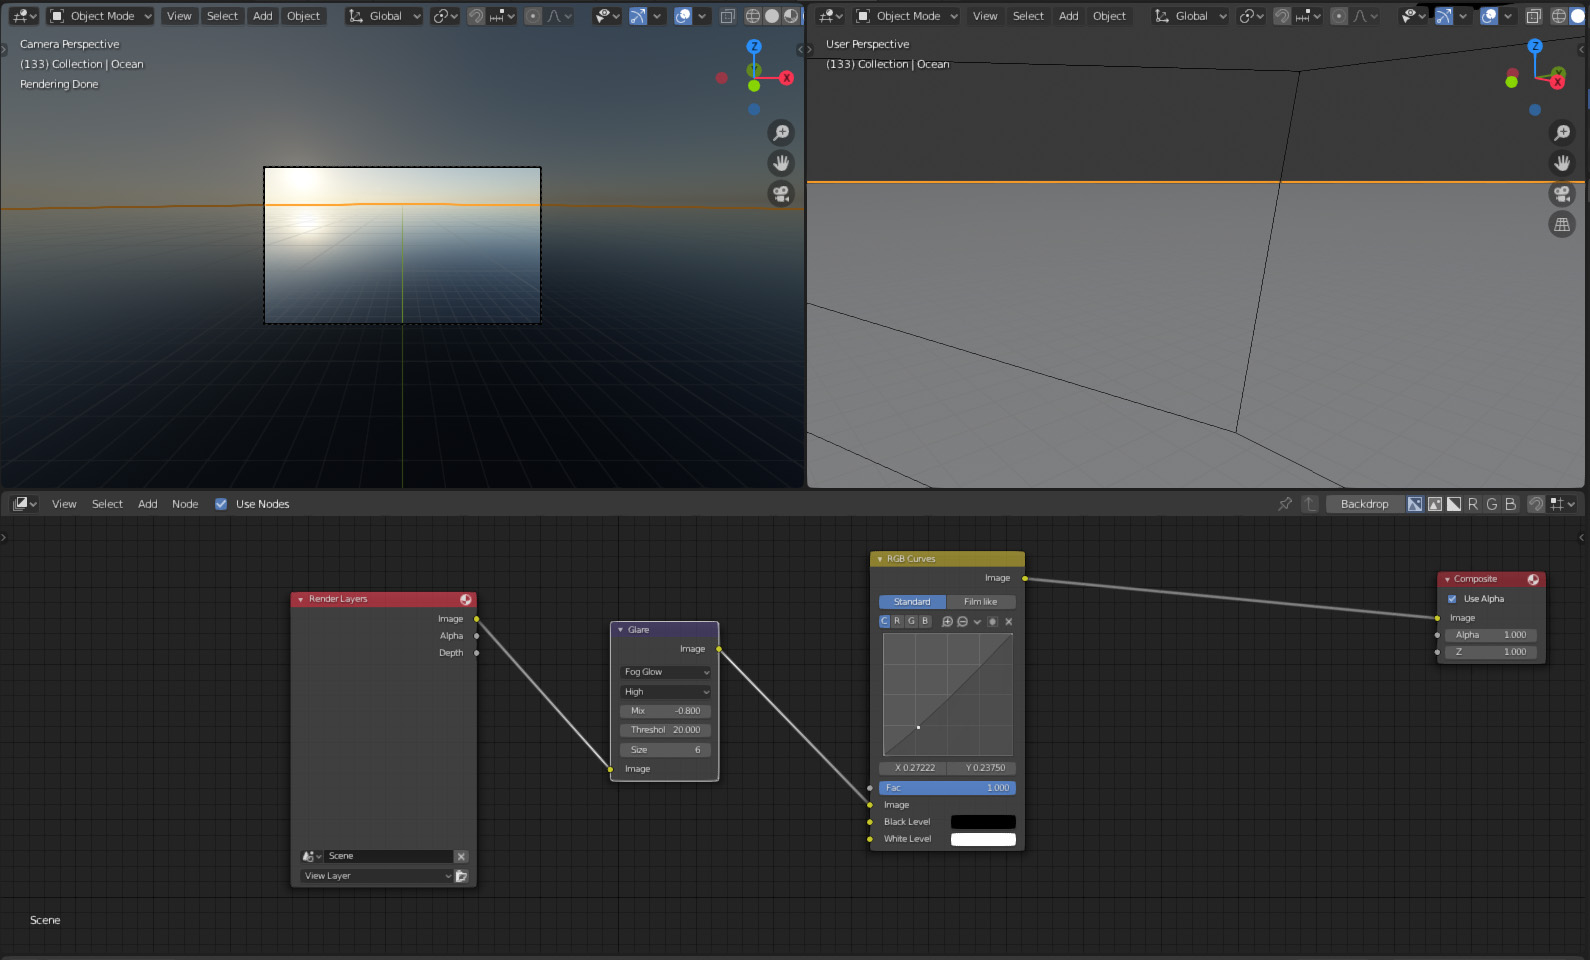 Object Mode View Select Add Object Global
Camera Perspective
(133) Collection | Ocean
Rendering Done
Z
X
Object Mode View Select Add Object Global
User Perspective
(133) Collection | Ocean
Z
Y
X
View Select Add Node Use Nodes Backdrop R G B
Render Layers
Image
Alpha
Depth
Scene
View Layer
Glare
Image
Fog Glow
High
Mix -0.800
Threshol 20.000
Size 6
Image
RGB Curves
Image
Standard Film like
C R G B
X 0.27222 Y 0.23750
Fac 1.000
Image
Black Level
White Level
Composite
Use Alpha
Image
Alpha 1.000
Z 1.000
Scene